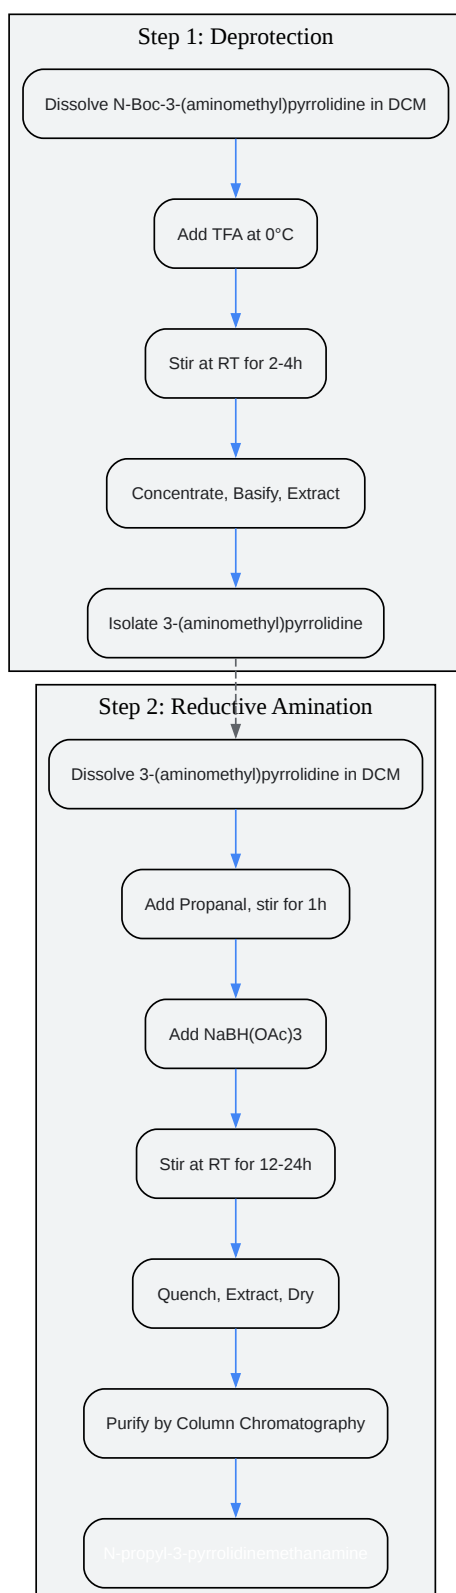 Step 1: Deprotection
Dissolve N-Boc-3-(aminomethyl)pyrrolidine in DCM
Add TFA at 0°C
Stir at RT for 2-4h
Concentrate, Basify, Extract
Isolate 3-(aminomethyl)pyrrolidine
Step 2: Reductive Amination
Dissolve 3-(aminomethyl)pyrrolidine in DCM
Add Propanal, stir for 1h
Add NaBH(OAc)3
Stir at RT for 12-24h
Quench, Extract, Dry
Purify by Column Chromatography
N-propyl-3-pyrrolidinemethanamine